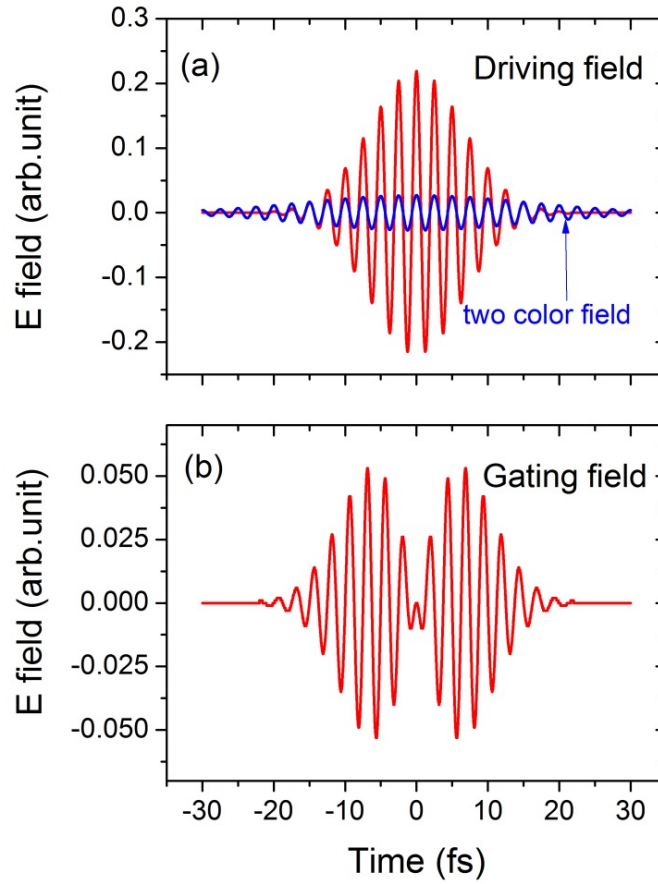 (a)
Driving field
E field (arb.unit)
0.3
0.2
0.1
0.0
-0.1
-0.2
two color field
(b)
Gating field
E field (arb.unit)
0.050
0.025
0.000
-0.025
-0.050
-30 -20 -10 0 10 20 30
Time (fs)